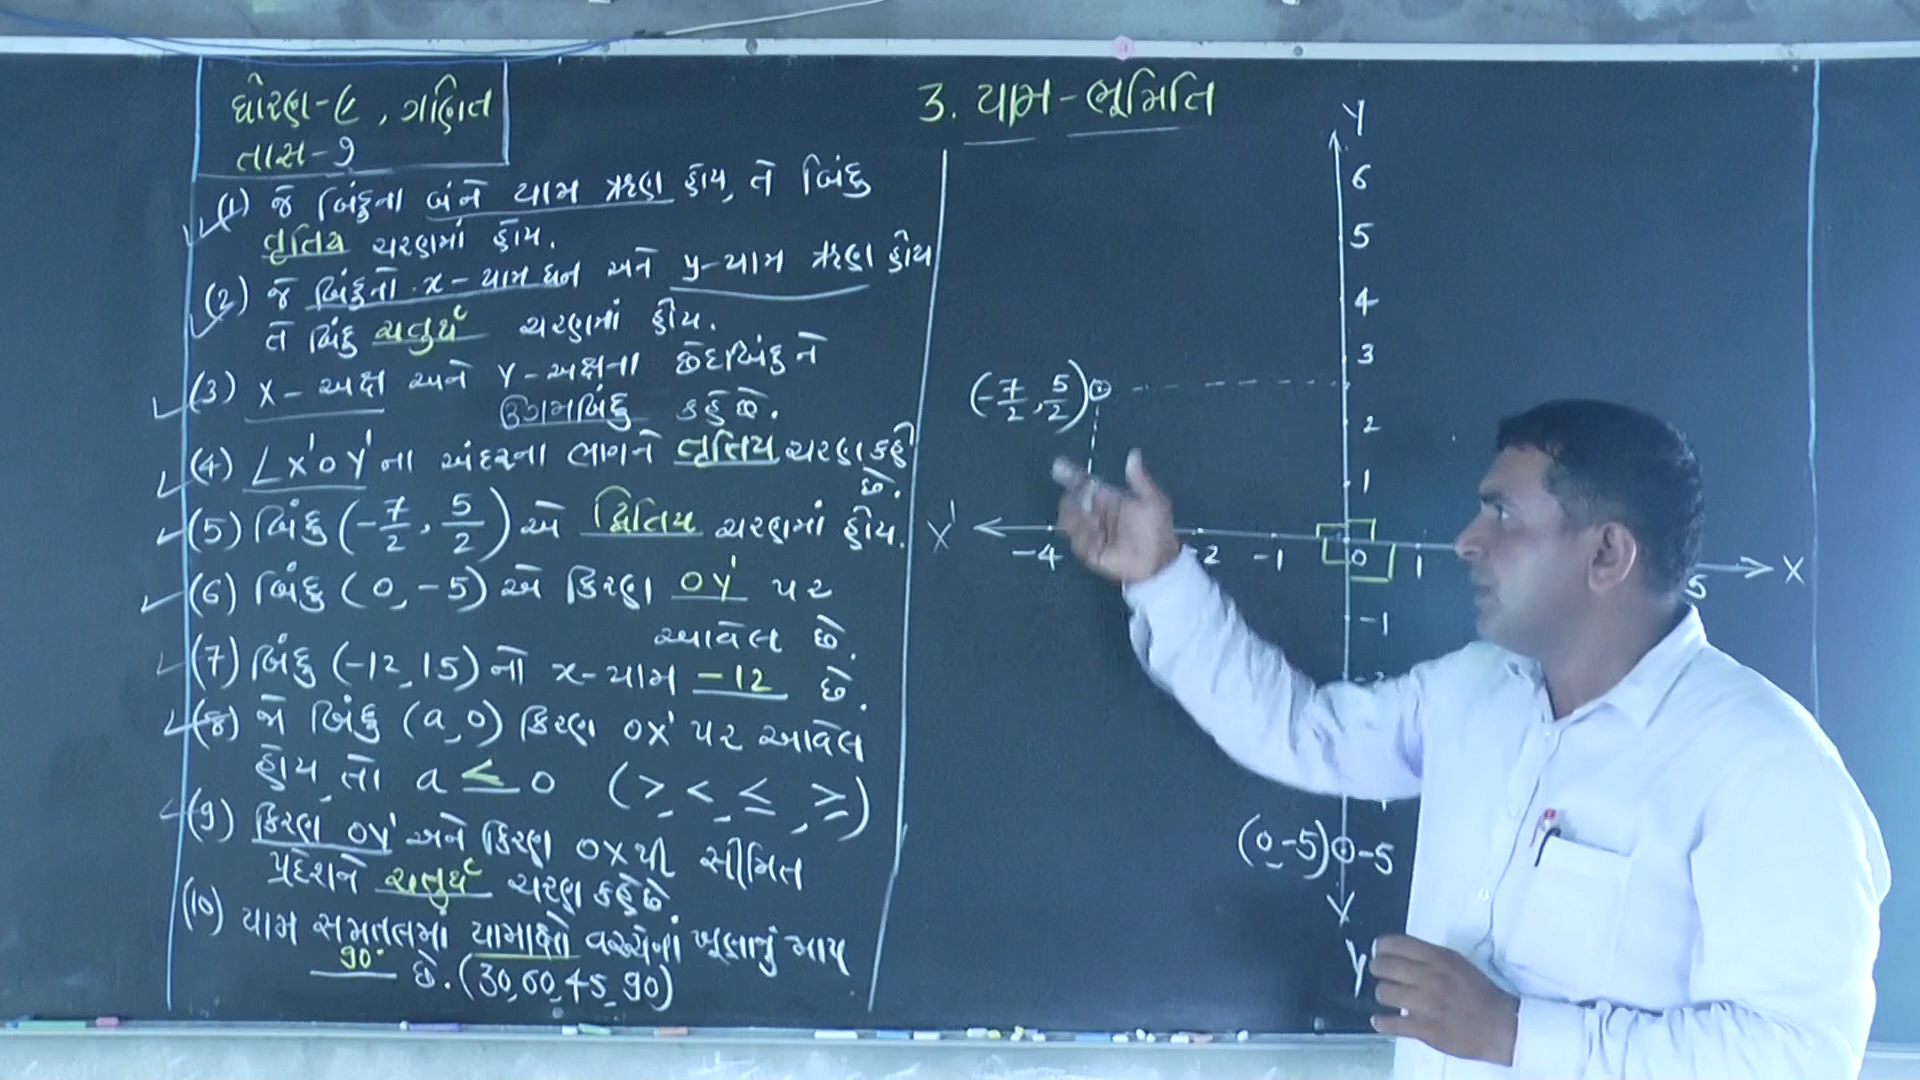 ધોરણ-૯, ગણિત
તાસ-૭
3. યામ-ભૂમિતિ
(1) જે બિંદુના બંને યામ ઋણ હોય, તે બિંદુ
તૃતિય ચરણમાં હોય.
(2) જે બિંદુનો x-યામ ધન અને y-યામ ઋણ હોય
તે બિંદુ ચતુર્થ ચરણમાં હોય.
(3) X-અક્ષ અને Y-અક્ષના છેદબિંદુને
ઉગમબિંદુ કહે છે.
(4) ∠X'OY' ના અંદરના ભાગને તૃતિય ચરણ કહે
છે.
(5) બિંદુ (-7/2, 5/2) એ દ્વિતિય ચરણમાં હોય.
(6) બિંદુ (0, -5) એ કિરણ OY' પર
આવેલ છે.
(7) બિંદુ (-12, 15) નો x-યામ -12 છે.
(8) જો બિંદુ (a, 0) કિરણ OX' પર આવેલ
હોય, તો a ≤ 0 (>, <, ≤, ≥)
(9) કિરણ OY' અને કિરણ OX થી સીમિત
પ્રદેશને ચતુર્થ ચરણ કહે છે.
(10) યામ સમતલમાં યામાક્ષો વચ્ચેનાં ખૂણાનું માપ
90° છે. (30, 60, 45, 90)
Y
6
5
4
3
(-7/2, 5/2)
2
1
X' -4 -2 -1 0 1 5 X
-1
-2
(0, -5) -5
Y